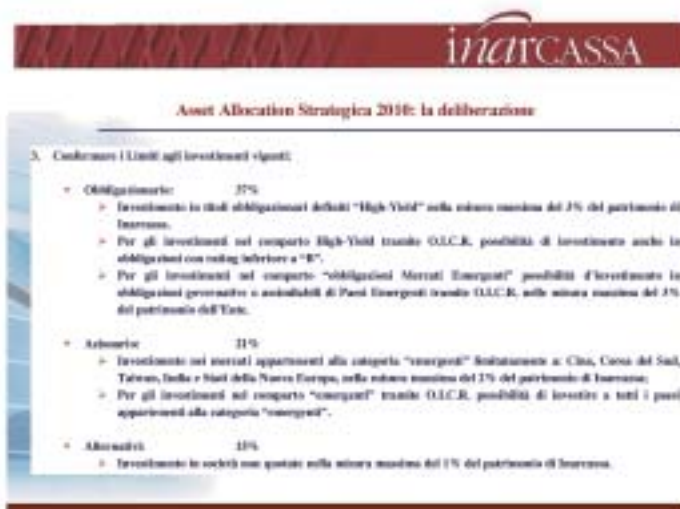 inarCASSA
Asset Allocation Strategica 2010: la deliberazione
3. Confermare i Limiti agli investimenti vigenti:
• Obbligazionario: 37%
➢ Investimento in titoli obbligazionari definiti "High-Yield" nella misura massima del 3% del patrimonio di
Inarcassa.
➢ Per gli investimenti nel comparto High-Yield tramite O.I.C.R. possibilità di investimento anche in
obbligazioni con rating inferiore a "B".
➢ Per gli investimenti nel comparto "obbligazioni Mercati Emergenti" possibilità d'investimento in
obbligazioni governative o assimilabili di Paesi Emergenti tramite O.I.C.R. nella misura massima del 3%
del patrimonio dell'Ente.
• Azionario: 21%
➢ Investimento nei mercati appartenenti alla categoria "emergenti" limitatamente a: Cina, Corea del Sud,
Taiwan, India e Stati della Nuova Europa, nella misura massima del 2% del patrimonio di Inarcassa;
➢ Per gli investimenti nel comparto "emergenti" tramite O.I.C.R. possibilità di investire a tutti i paesi
appartenenti alla categoria "emergenti".
• Alternativi: 15%
➢ Investimento in società non quotate nella misura massima del 1% del patrimonio di Inarcassa.